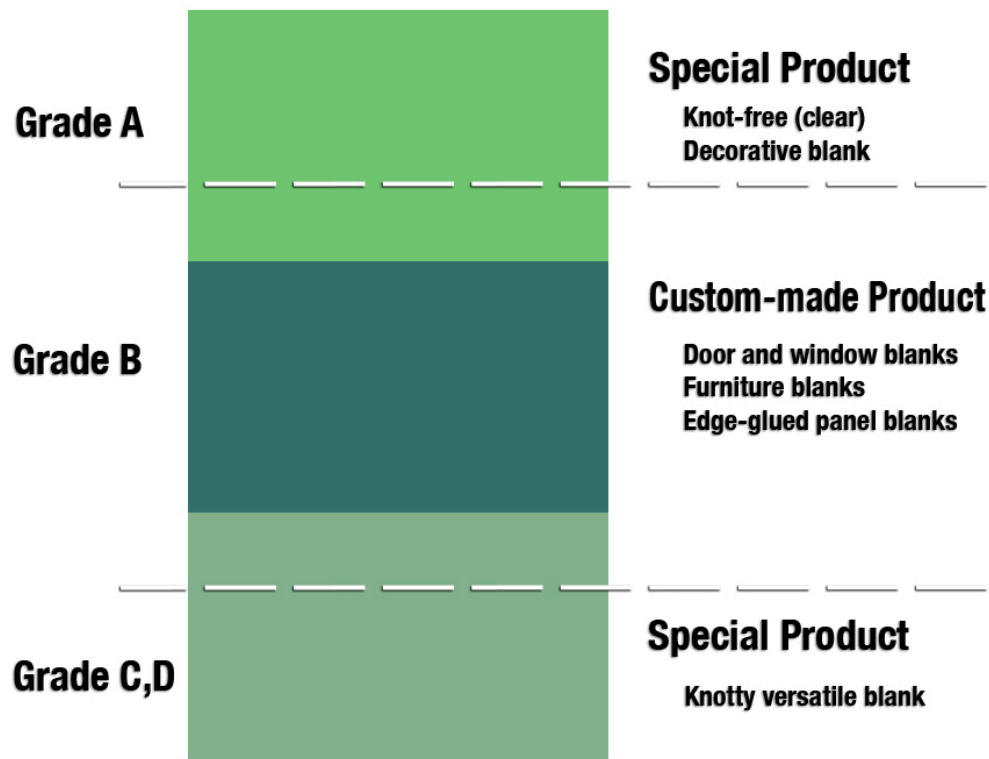 Grade A
Special Product
Knot-free (clear)
Decorative blank
Grade B
Custom-made Product
Door and window blanks
Furniture blanks
Edge-glued panel blanks
Grade C,D
Special Product
Knotty versatile blank